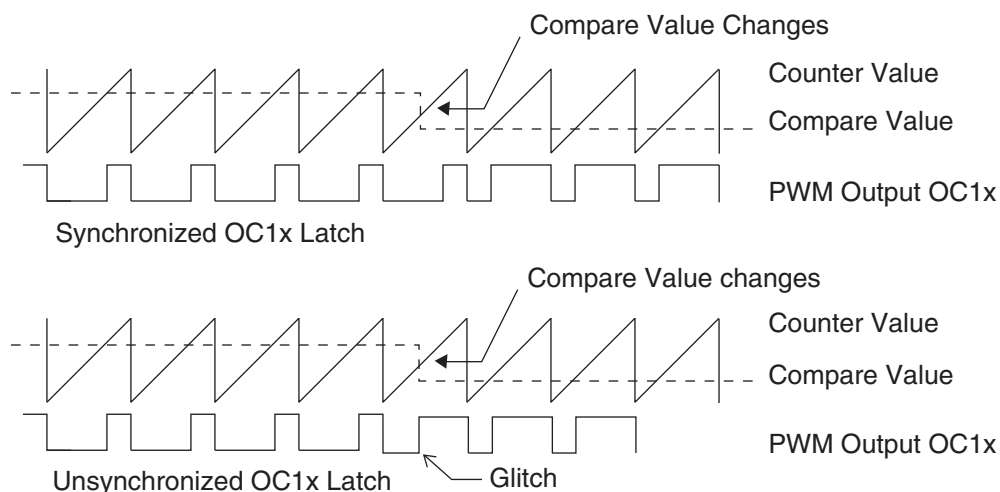 Compare Value Changes
Counter Value
Compare Value
PWM Output OC1x
Synchronized OC1x Latch
Compare Value changes
Counter Value
Compare Value
PWM Output OC1x
Unsynchronized OC1x Latch
Glitch